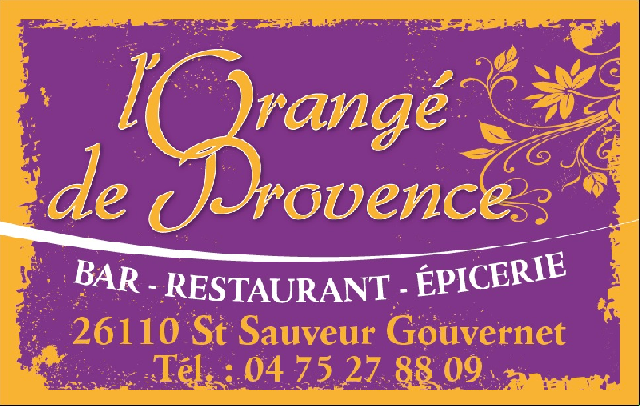 l'Orangé
de Provence
BAR - RESTAURANT - ÉPICERIE
26110 St Sauveur Gouvernet
Tél. : 04 75 27 88 09